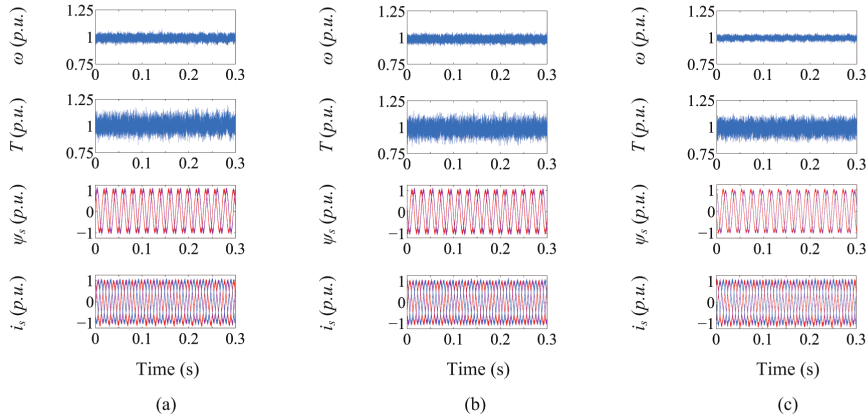 1.25 1.25 1.25
ω (p.u.) 1 ω (p.u.) 1 ω (p.u.) 1
0.75 0.75 0.75
0 0.1 0.2 0.3 0 0.1 0.2 0.3 0 0.1 0.2 0.3
1.25 1.25 1.25
T (p.u.) 1 T (p.u.) 1 T (p.u.) 1
0.75 0.75 0.75
0 0.1 0.2 0.3 0 0.1 0.2 0.3 0 0.1 0.2 0.3
1 1 1
ψs (p.u.) 0 ψs (p.u.) 0 ψs (p.u.) 0
−1 −1 −1
0 0.1 0.2 0.3 0 0.1 0.2 0.3 0 0.1 0.2 0.3
1 1 1
is (p.u.) 0 is (p.u.) 0 is (p.u.) 0
−1 −1 −1
0 0.1 0.2 0.3 0 0.1 0.2 0.3 0 0.1 0.2 0.3
Time (s) Time (s) Time (s)
(a) (b) (c)